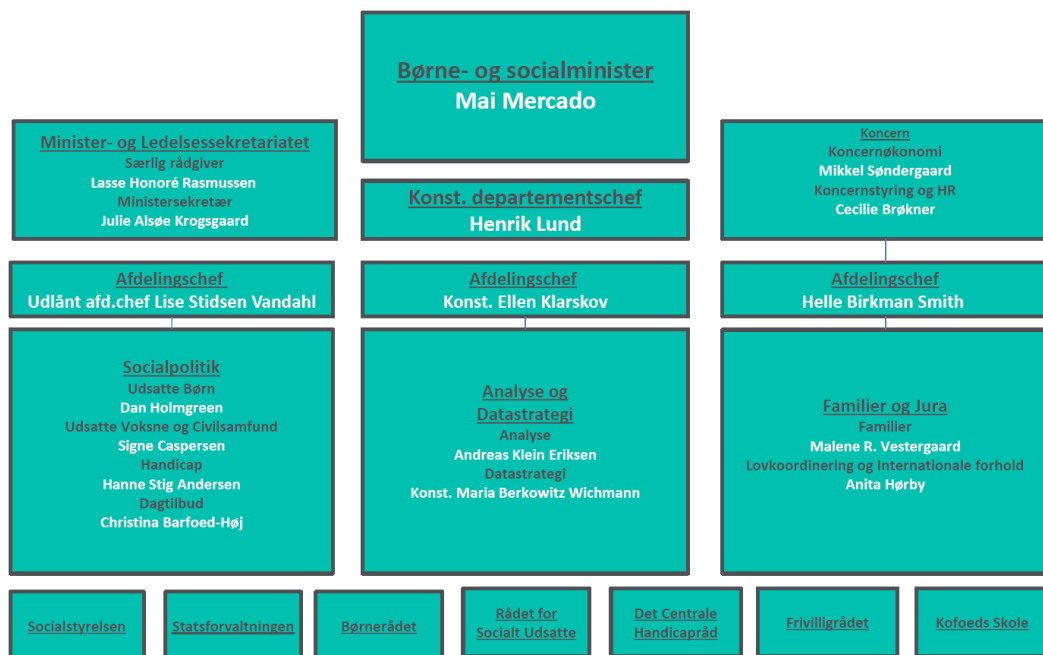 Børne- og socialminister
Mai Mercado
Minister- og Ledelsessekretariatet
Særlig rådgiver
Lasse Honoré Rasmussen
Ministersekretær
Julie Alsøe Krogsgaard
Konst. departementschef
Henrik Lund
Koncern
Koncernøkonomi
Mikkel Søndergaard
Koncernstyring og HR
Cecilie Brøkner
Afdelingschef
Udlånt afd.chef Lise Stidsen Vandahl
Afdelingschef
Konst. Ellen Klarskov
Afdelingschef
Helle Birkman Smith
Socialpolitik
Udsatte Børn
Dan Holmgreen
Udsatte Voksne og Civilsamfund
Signe Caspersen
Handicap
Hanne Stig Andersen
Dagtilbud
Christina Barfoed-Høj
Analyse og
Datastrategi
Analyse
Andreas Klein Eriksen
Datastrategi
Konst. Maria Berkowitz Wichmann
Familier og Jura
Familier
Malene R. Vestergaard
Lovkoordinering og Internationale forhold
Anita Hørby
Socialstyrelsen
Statsforvaltningen
Børnerådet
Rådet for
Socialt Udsatte
Det Centrale
Handicapråd
Frivilligrådet
Kofoeds Skole